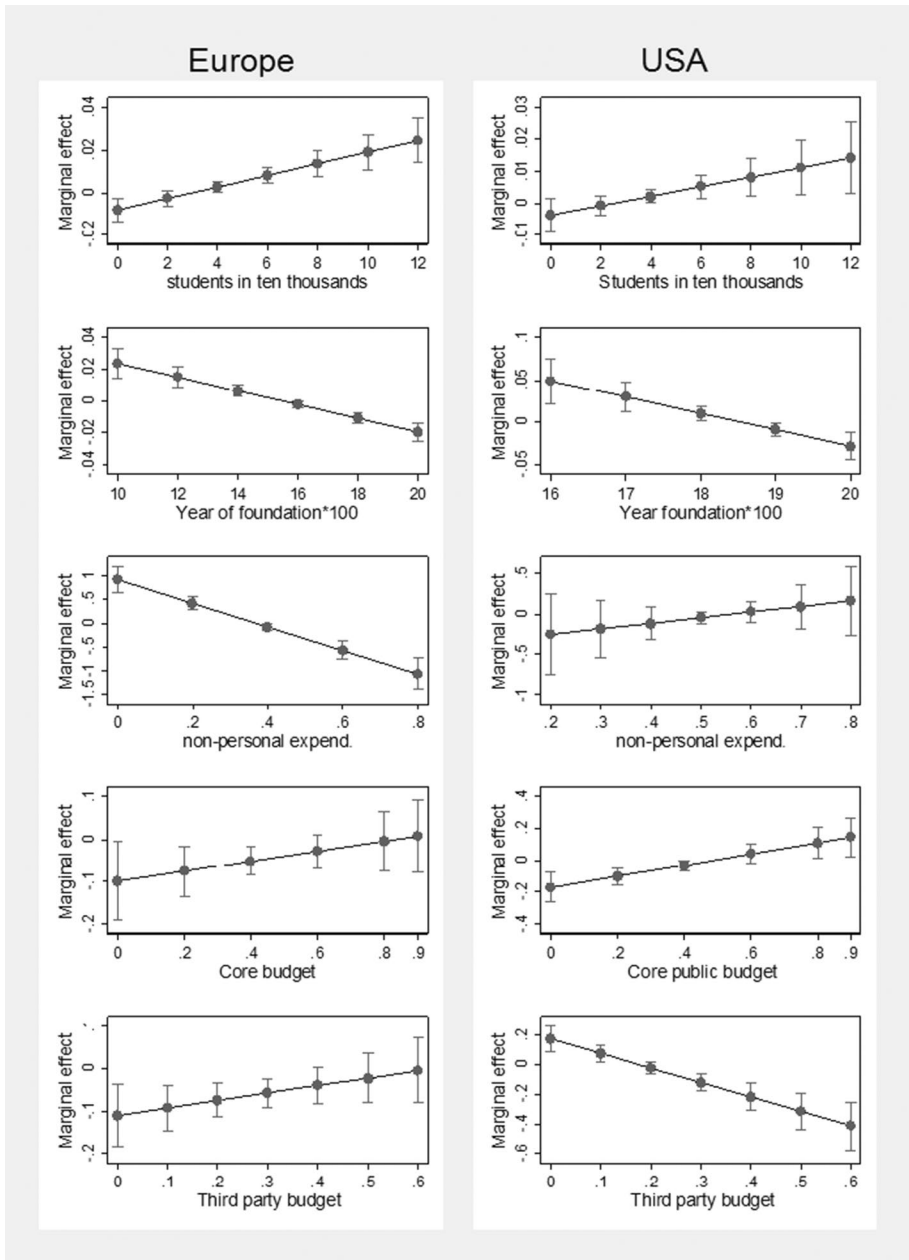 Europe
USA
Marginal effect
-.02 0 .02 .04
0 2 4 6 8 10 12
students in ten thousands
Marginal effect
-.01 0 .01 .02 .03
0 2 4 6 8 10 12
Students in ten thousands
Marginal effect
-.04 -.02 0 .02 .04
10 12 14 16 18 20
Year of foundation*100
Marginal effect
-.05 0 .05 .1
16 17 18 19 20
Year foundation*100
Marginal effect
-1.5 -1 -.5 0 .5 1
0 .2 .4 .6 .8
non-personal expend.
Marginal effect
-1 -.5 0 .5
.2 .3 .4 .5 .6 .7 .8
non-personal expend.
Marginal effect
-.2 -.1 0 .1
0 .2 .4 .6 .8 .9
Core budget
Marginal effect
-.4 -.2 0 .2 .4
0 .2 .4 .6 .8 .9
Core public budget
Marginal effect
-.2 -.1 0
0 .1 .2 .3 .4 .5 .6
Third party budget
Marginal effect
-.6 -.4 -.2 0 .2
0 .1 .2 .3 .4 .5 .6
Third party budget